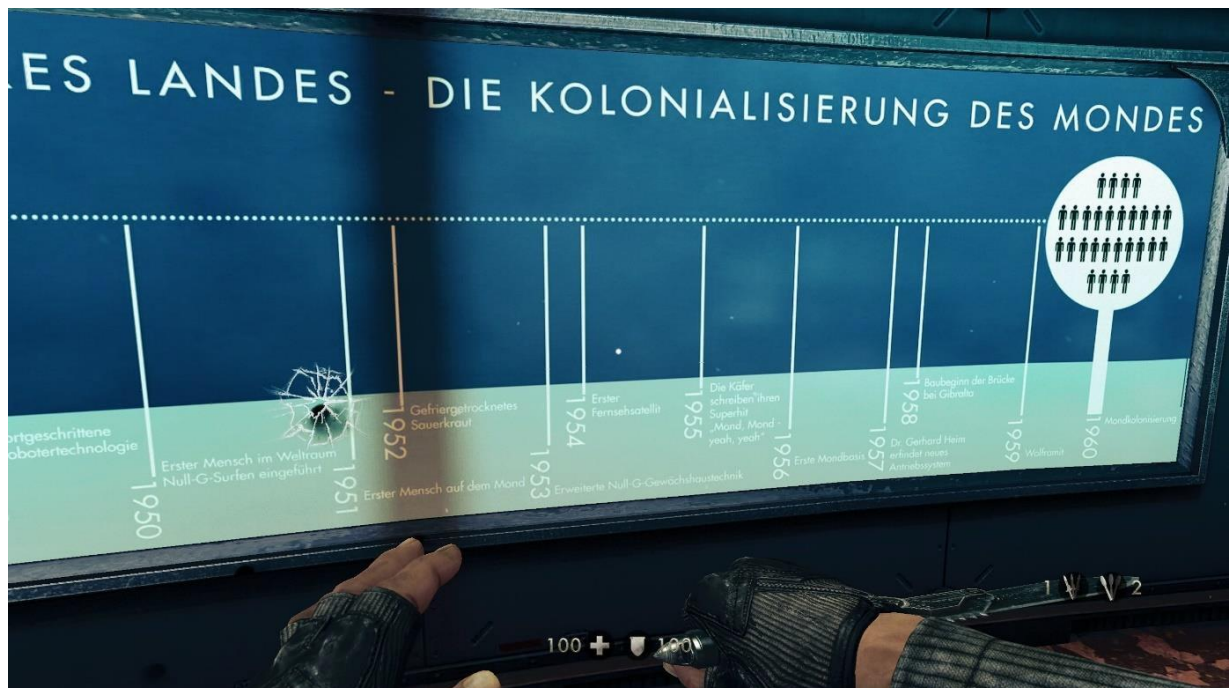 RES LANDES - DIE KOLONIALISIERUNG DES MONDES
ortgeschrittene
obotertechnologie
1950
Erster Mensch im Weltraum
Null-G-Surfen eingeführt
1951
Erster Mensch auf dem Mond
1952
Gefriergetrocknetes
Sauerkraut
1953
Erweiterte Null-G-Gewächshaustechnik
1954
Erster
Fernsehsatellit
1955
Die Käfer
schreiben ihren
Superhit
„Mond, Mond -
yeah, yeah"
1956
Erste Mondbasis
1957
Dr. Gerhard Heim
erfindet neues
Antriebssystem
1958
Baubeginn der Brücke
bei Gibralta
1959
Wolframit
1960
Mondkolonisierung
100 100
1 2